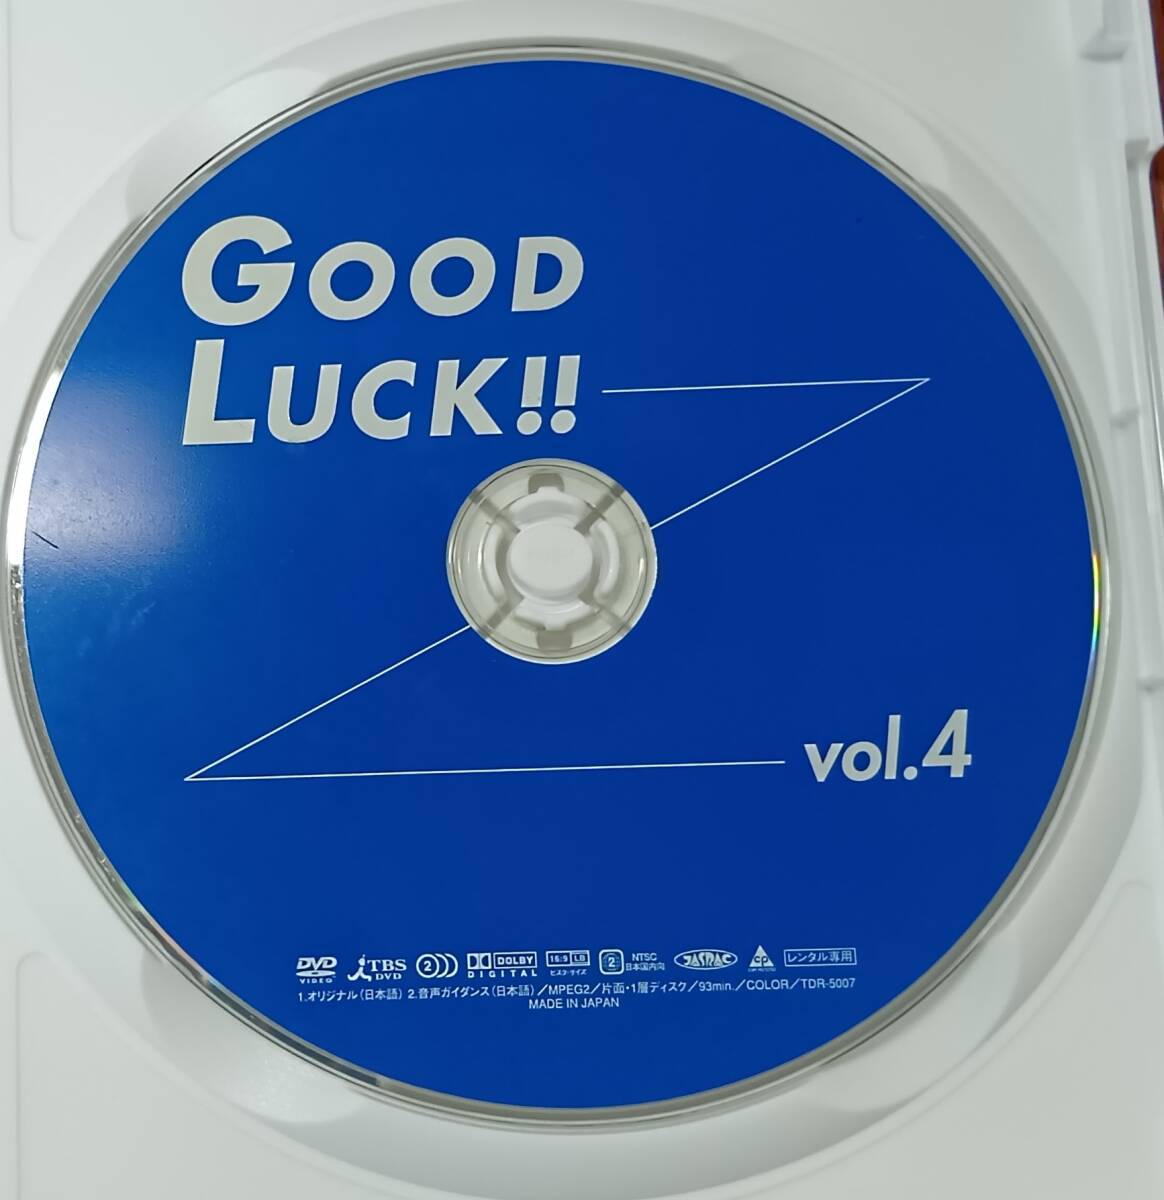 GOOD
LUCK!!
vol.4
DVD VIDEO TBS DVD 2 DOLBY DIGITAL 16:9 LB ビスタ・サイズ 2 NTSC 日本国内向 JASRAC CP レンタル専用
1.オリジナル(日本語) 2.音声ガイダンス(日本語)／MPEG2／片面・1層ディスク／93min.／COLOR／TDR-5007
MADE IN JAPAN